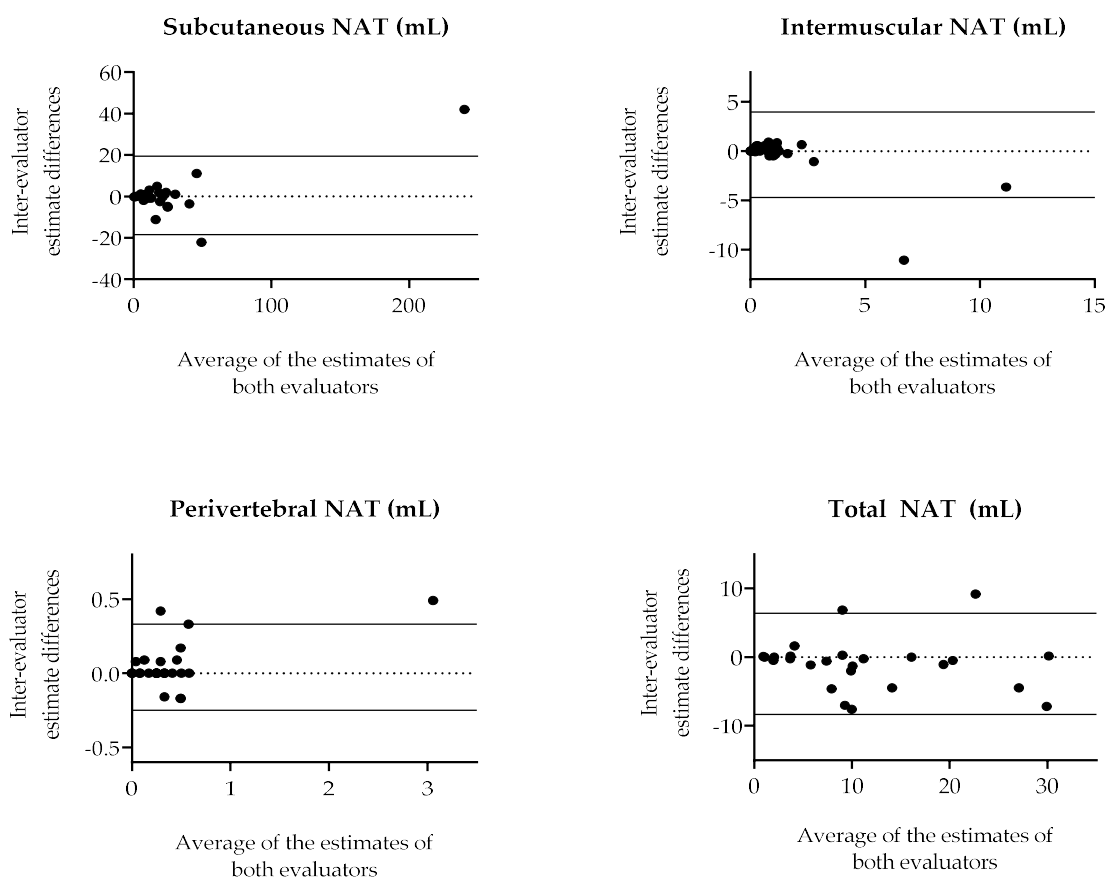 Subcutaneous NAT (mL)
Inter-evaluator
estimate differences
60
40
20
0
-20
-40
0
100
200
Average of the estimates of
both evaluators
Intermuscular NAT (mL)
Inter-evaluator
estimate differences
5
0
-5
-10
0
5
10
15
Average of the estimates of
both evaluators
Perivertebral NAT (mL)
Inter-evaluator
estimate differences
0.5
0.0
-0.5
0
1
2
3
Average of the estimates of
both evaluators
Total NAT (mL)
Inter-evaluator
estimate differences
10
0
-10
0
10
20
30
Average of the estimates of
both evaluators